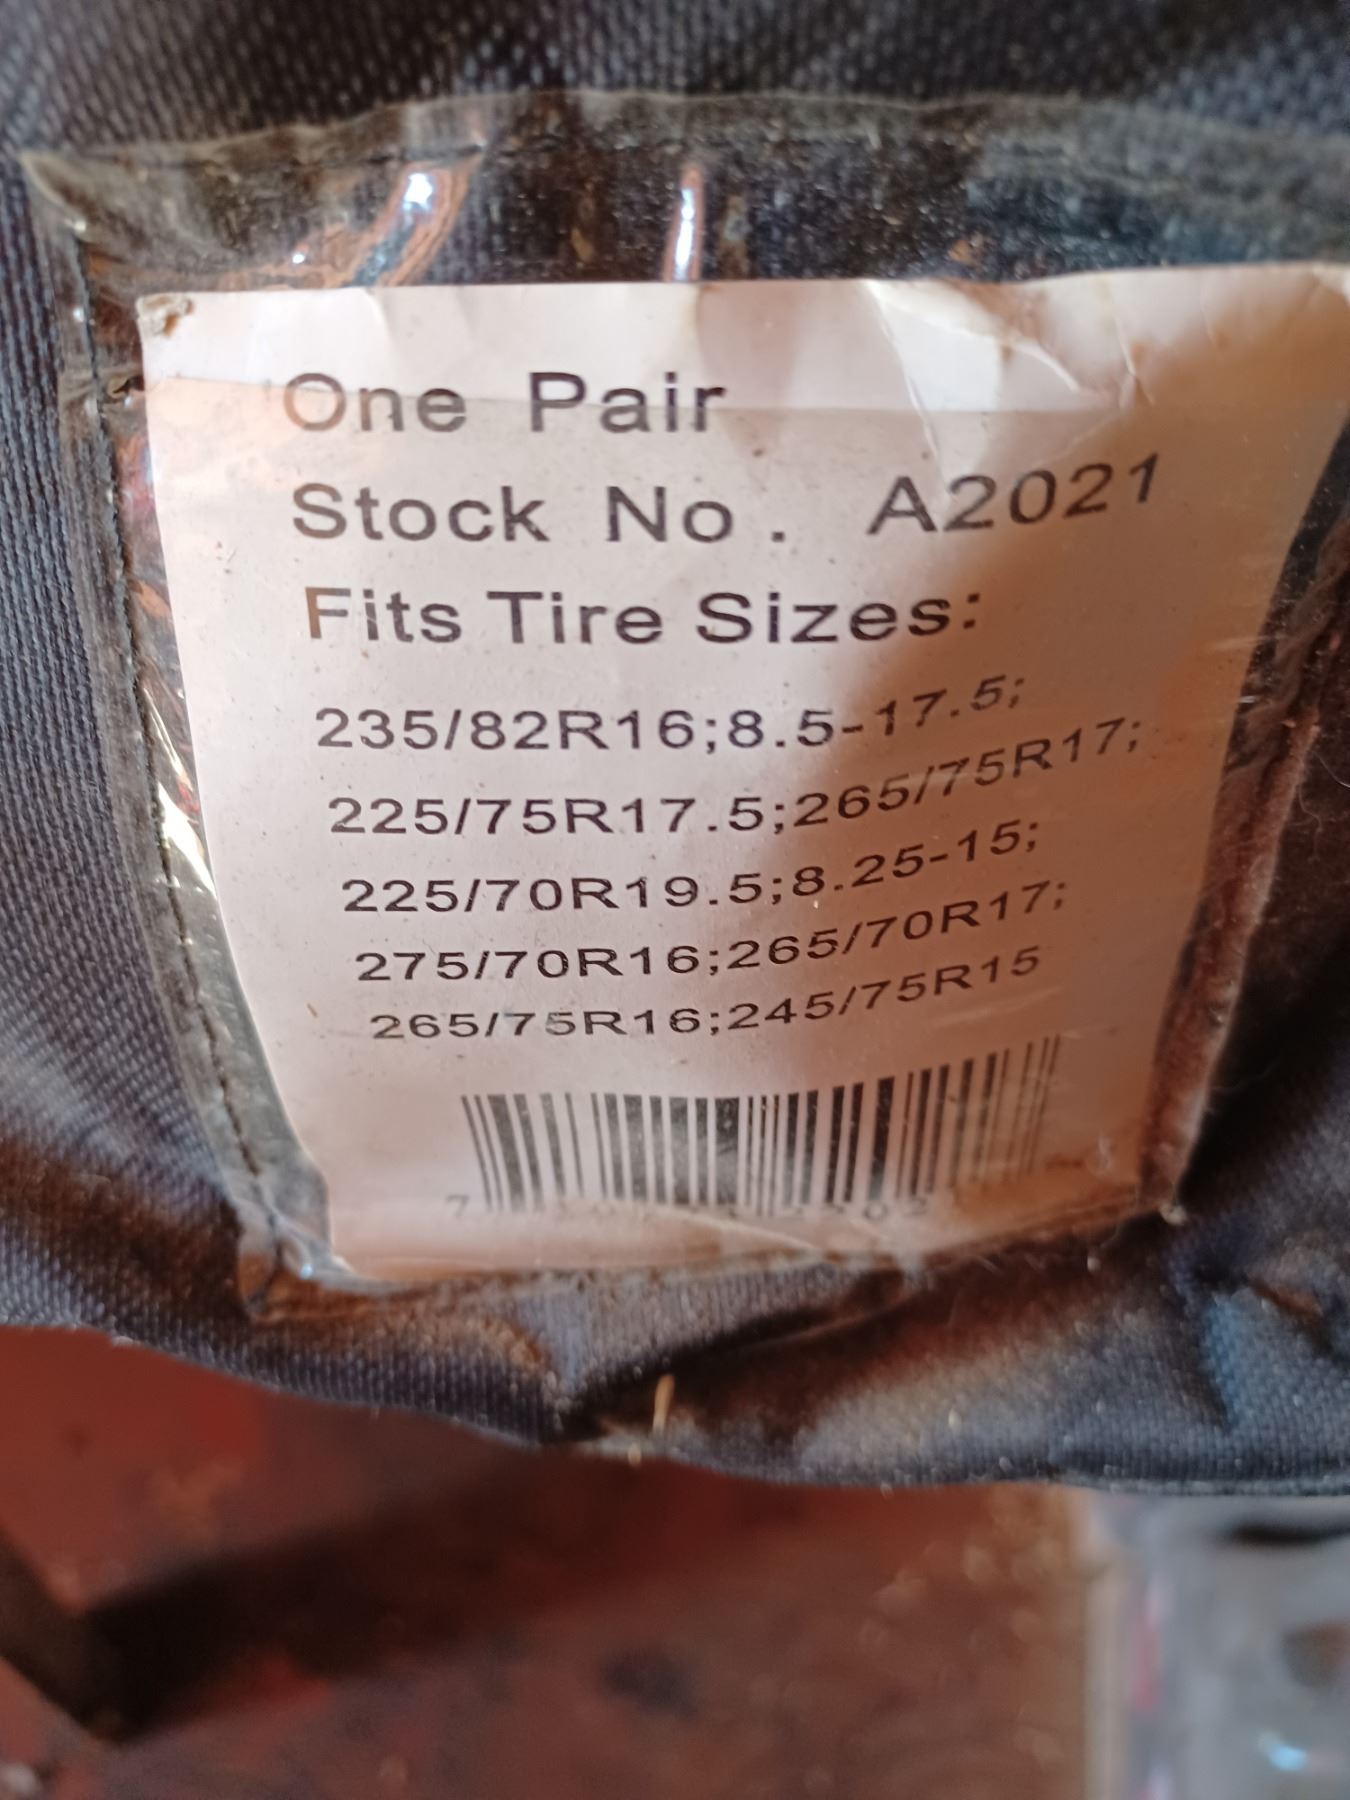 One Pair
Stock No. A2021
Fits Tire Sizes:
235/82R16;8.5-17.5;
225/75R17.5;265/75R17;
225/70R19.5;8.25-15;
275/70R16;265/70R17;
265/75R16;245/75R15